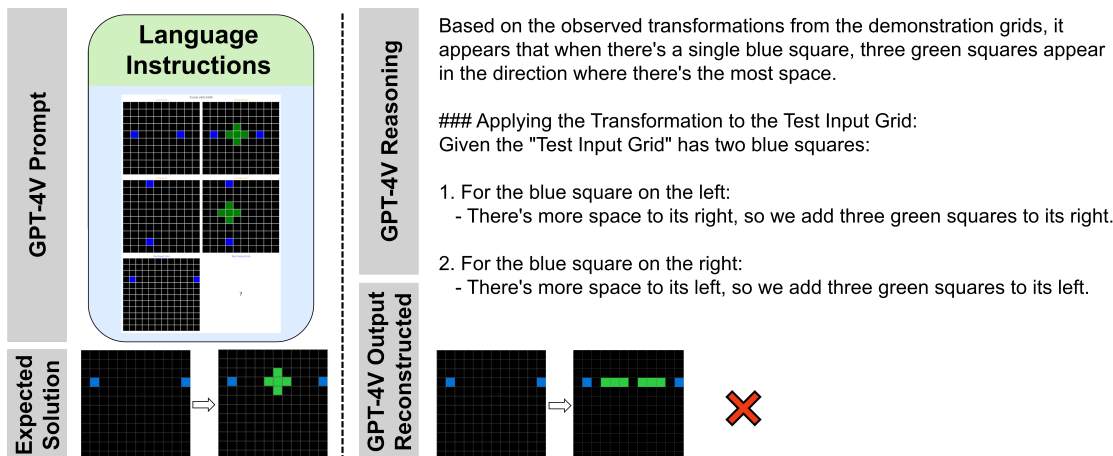 GPT-4V Prompt
Language
Instructions
?
Expected
Solution
GPT-4V Reasoning
Based on the observed transformations from the demonstration grids, it
appears that when there's a single blue square, three green squares appear
in the direction where there's the most space.
### Applying the Transformation to the Test Input Grid:
Given the "Test Input Grid" has two blue squares:
1. For the blue square on the left:
- There's more space to its right, so we add three green squares to its right.
2. For the blue square on the right:
- There's more space to its left, so we add three green squares to its left.
GPT-4V Output
Reconstructed